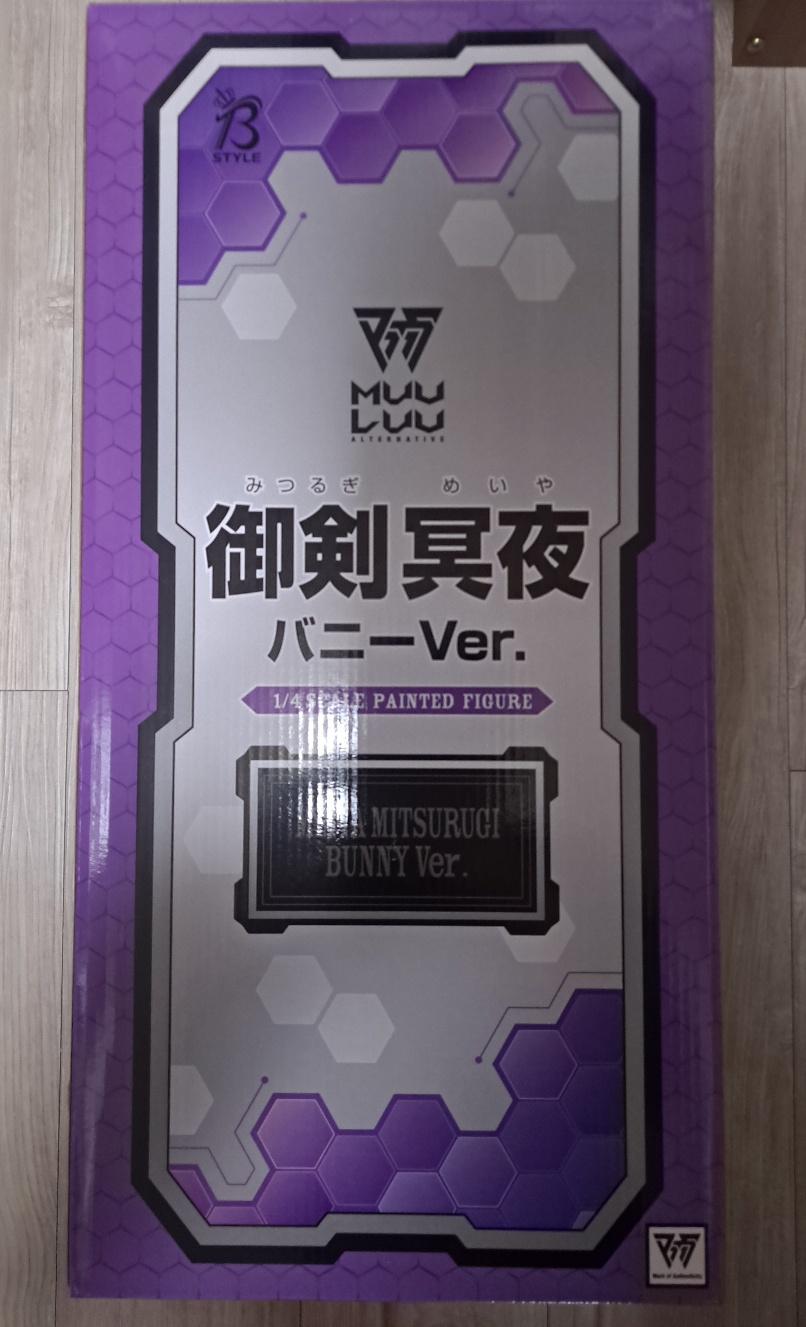 B
STYLE
MUV
LUV
ALTERNATIVE
みつるぎ めいや
御剣 冥夜
バニーVer.
1/4 SCALE PAINTED FIGURE
MITSURUGI
BUNNY Ver.
Mark of Authenticity